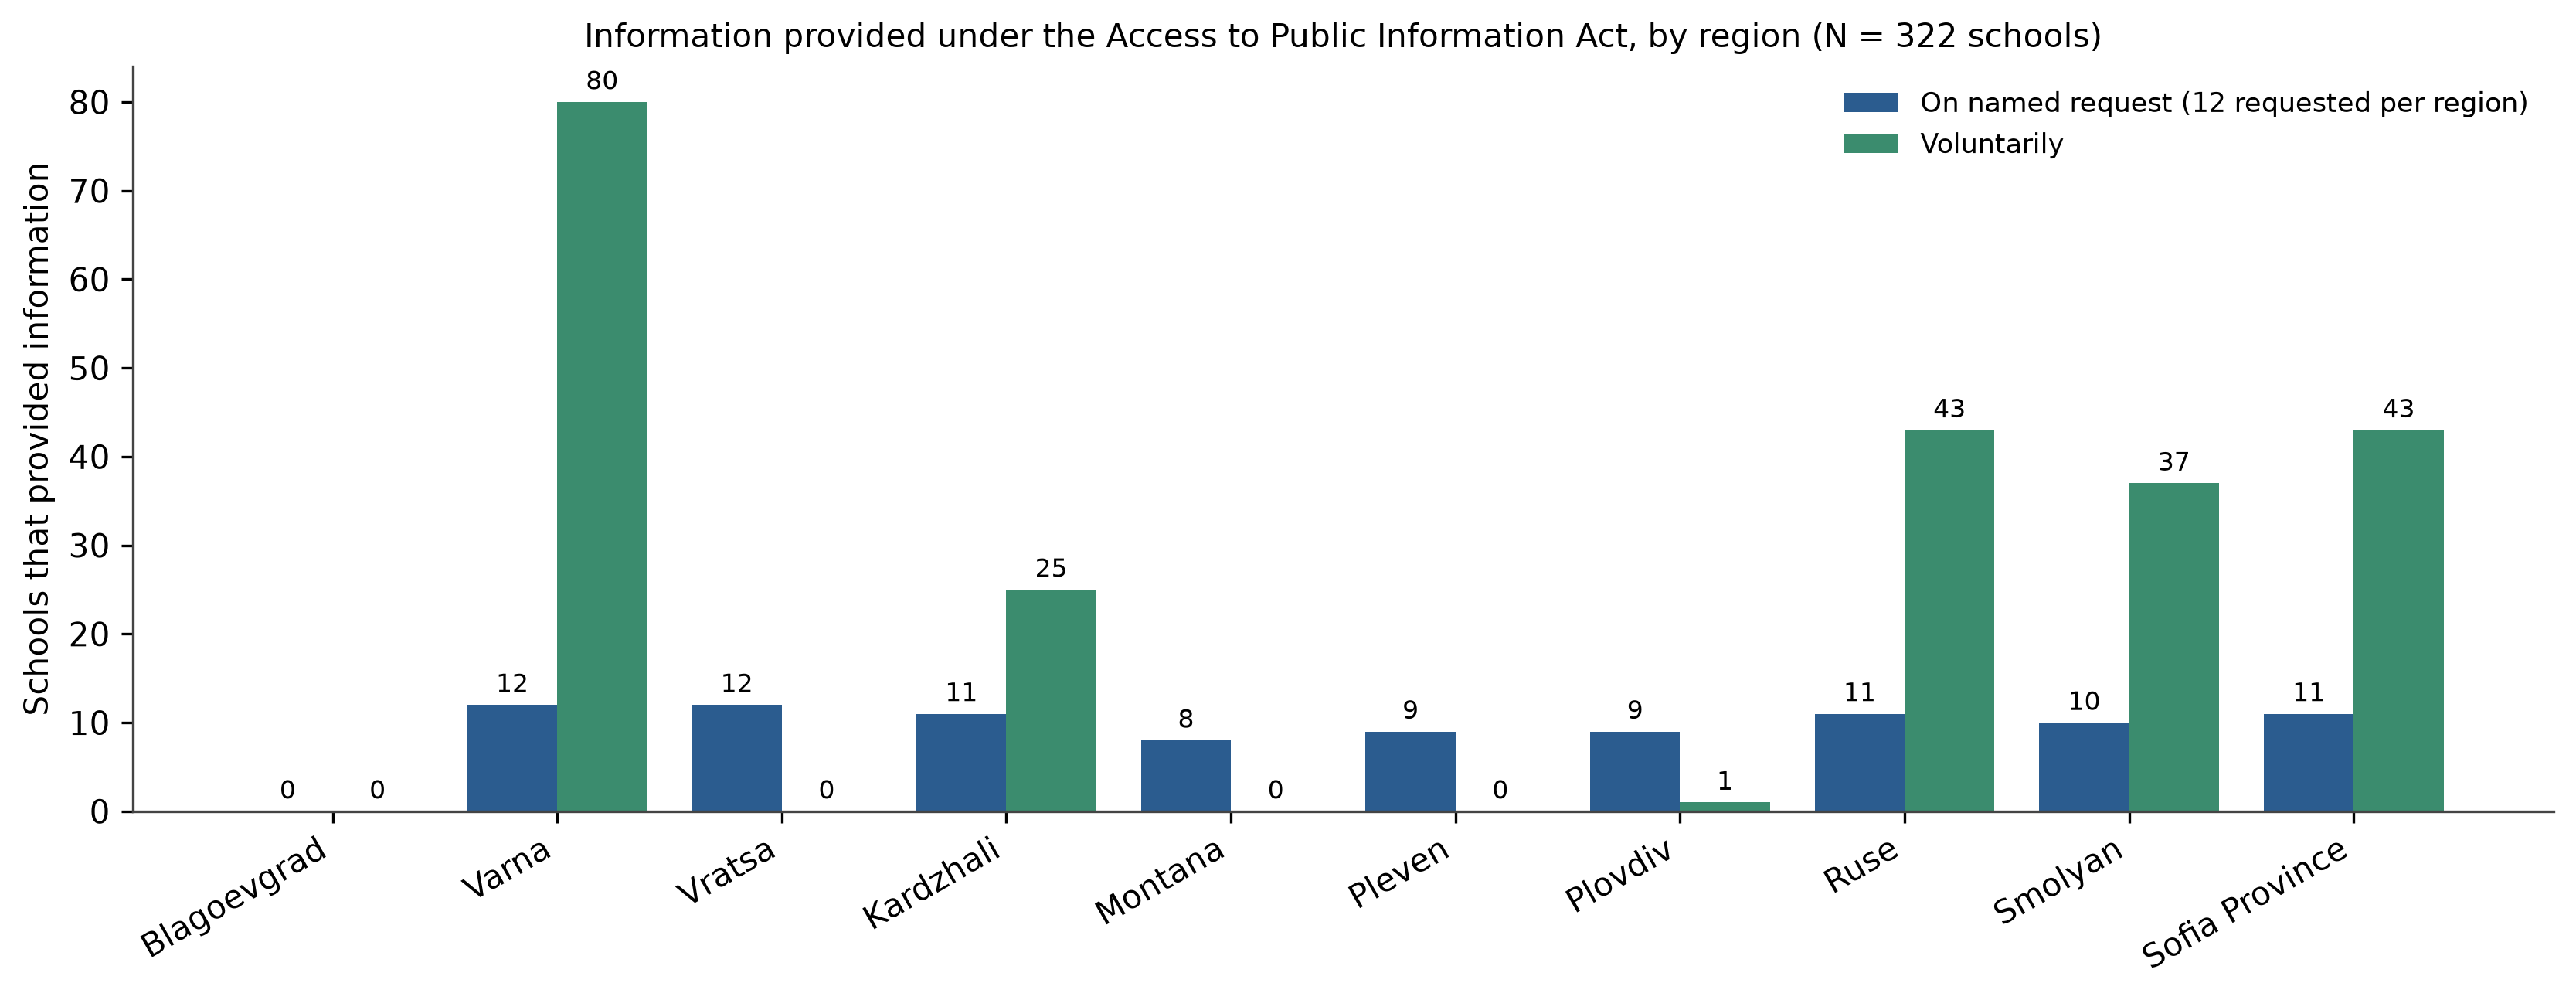 Information provided under the Access to Public Information Act, by region (N = 322 schools)
On named request (12 requested per region)
Voluntarily
Schools that provided information
80
70
60
50
40
30
20
10
0
0
0
12
80
12
0
11
25
8
0
9
0
9
1
11
43
10
37
11
43
Blagoevgrad
Varna
Vratsa
Kardzhali
Montana
Pleven
Plovdiv
Ruse
Smolyan
Sofia Province